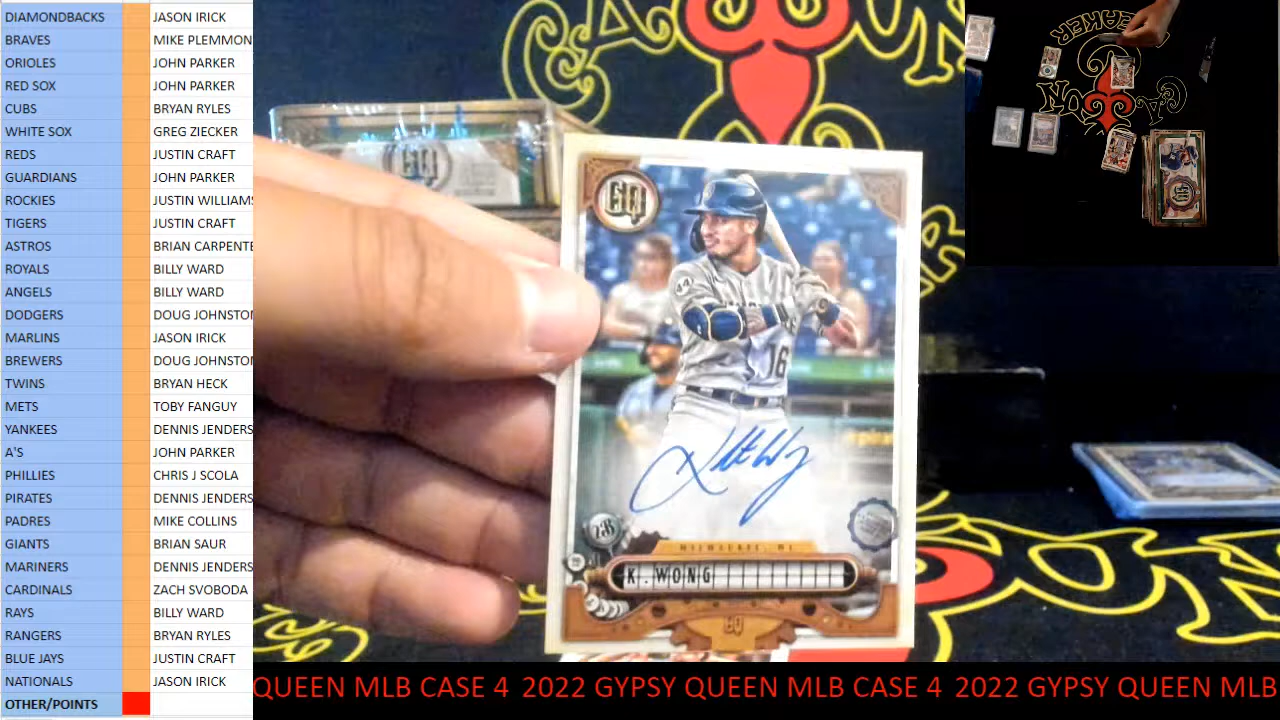 DIAMONDBACKS JASON IRICK
BRAVES MIKE PLEMMON
ORIOLES JOHN PARKER
RED SOX JOHN PARKER
CUBS BRYAN RYLES
WHITE SOX GREG ZIECKER
REDS JUSTIN CRAFT
GUARDIANS JOHN PARKER
ROCKIES JUSTIN WILLIAMS
TIGERS JUSTIN CRAFT
ASTROS BRIAN CARPENTE
ROYALS BILLY WARD
ANGELS BILLY WARD
DODGERS DOUG JOHNSTO
MARLINS JASON IRICK
BREWERS DOUG JOHNSTO
TWINS BRYAN HECK
METS TOBY FANGUY
YANKEES DENNIS JENDERS
A'S JOHN PARKER
PHILLIES CHRIS J SCOLA
PIRATES DENNIS JENDERS
PADRES MIKE COLLINS
GIANTS BRIAN SAUR
MARINERS DENNIS JENDERS
CARDINALS ZACH SVOBODA
RAYS BILLY WARD
RANGERS BRYAN RYLES
BLUE JAYS JUSTIN CRAFT
NATIONALS JASON IRICK
OTHER/POINTS
GQ
GQ
16
2B
K.WONG
GQ
QUEEN MLB CASE 4 2022 GYPSY QUEEN MLB CASE 4 2022 GYPSY QUEEN MLB